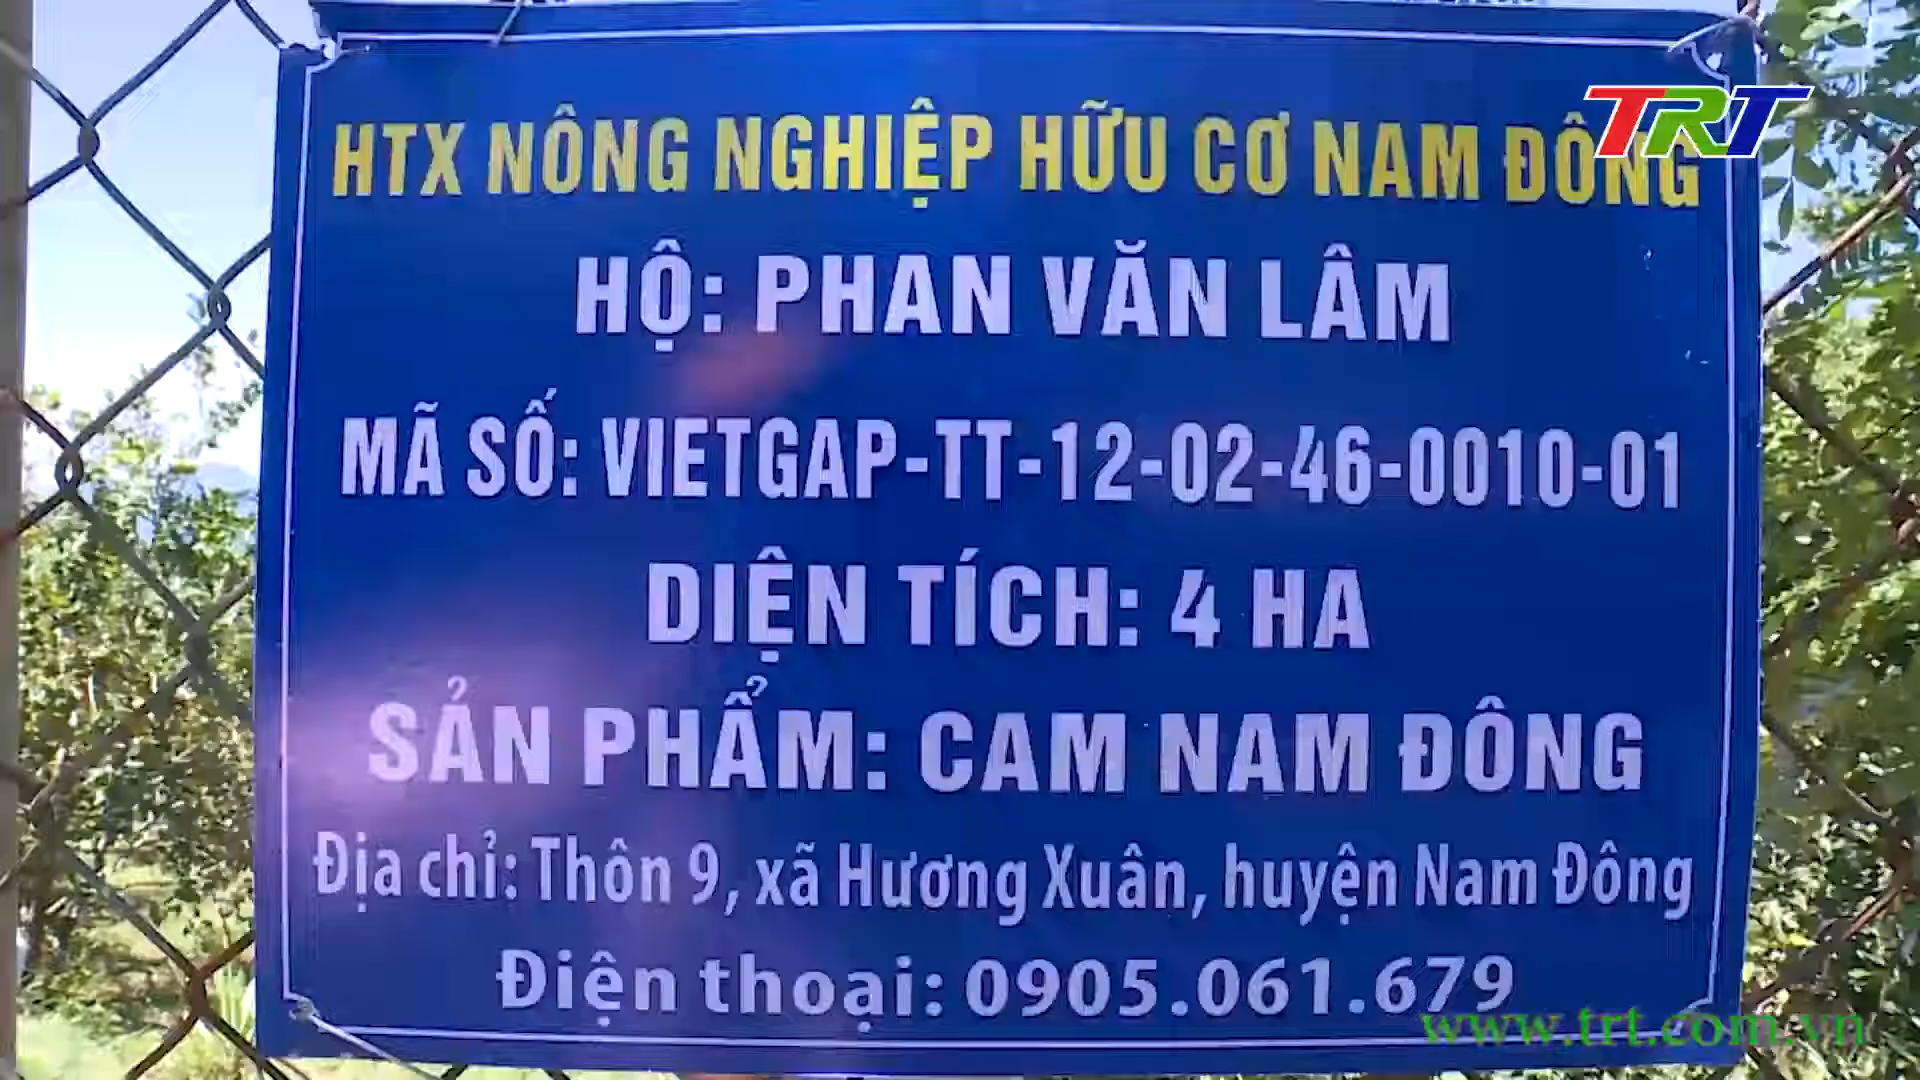 TRT
HTX NÔNG NGHIỆP HỮU CƠ NAM ĐÔNG
HỘ: PHAN VĂN LÂM
MÃ SỐ: VIETGAP-TT-12-02-46-0010-01
DIỆN TÍCH: 4 HA
SẢN PHẨM: CAM NAM ĐÔNG
Địa chỉ: Thôn 9, xã Hương Xuân, huyện Nam Đông
Điện thoại: 0905.061.679
www.trt.com.vn